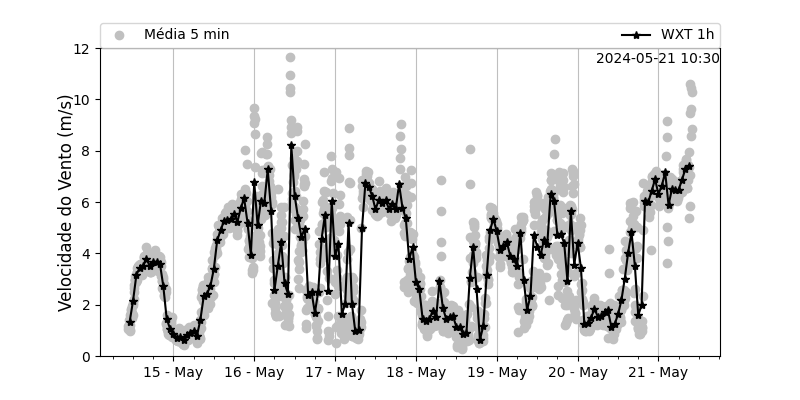 Média 5 min
WXT 1h
2024-05-21 10:30
Velocidade do Vento (m/s)
12
10
8
6
4
2
0
15 - May
16 - May
17 - May
18 - May
19 - May
20 - May
21 - May